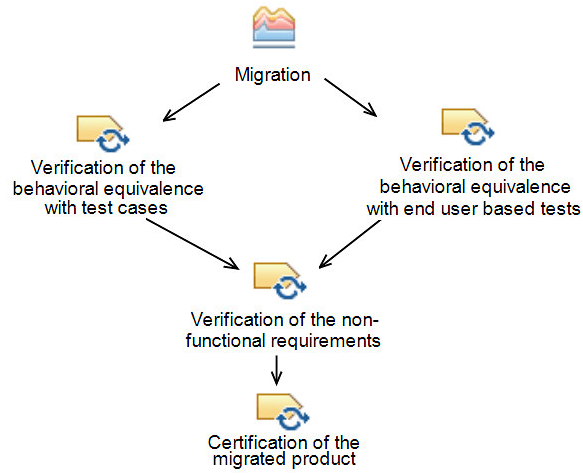 Migration
Verification of the
behavioral equivalence
with test cases
Verification of the
behavioral equivalence
with end user based tests
Verification of the non-
functional requirements
Certification of the
migrated product